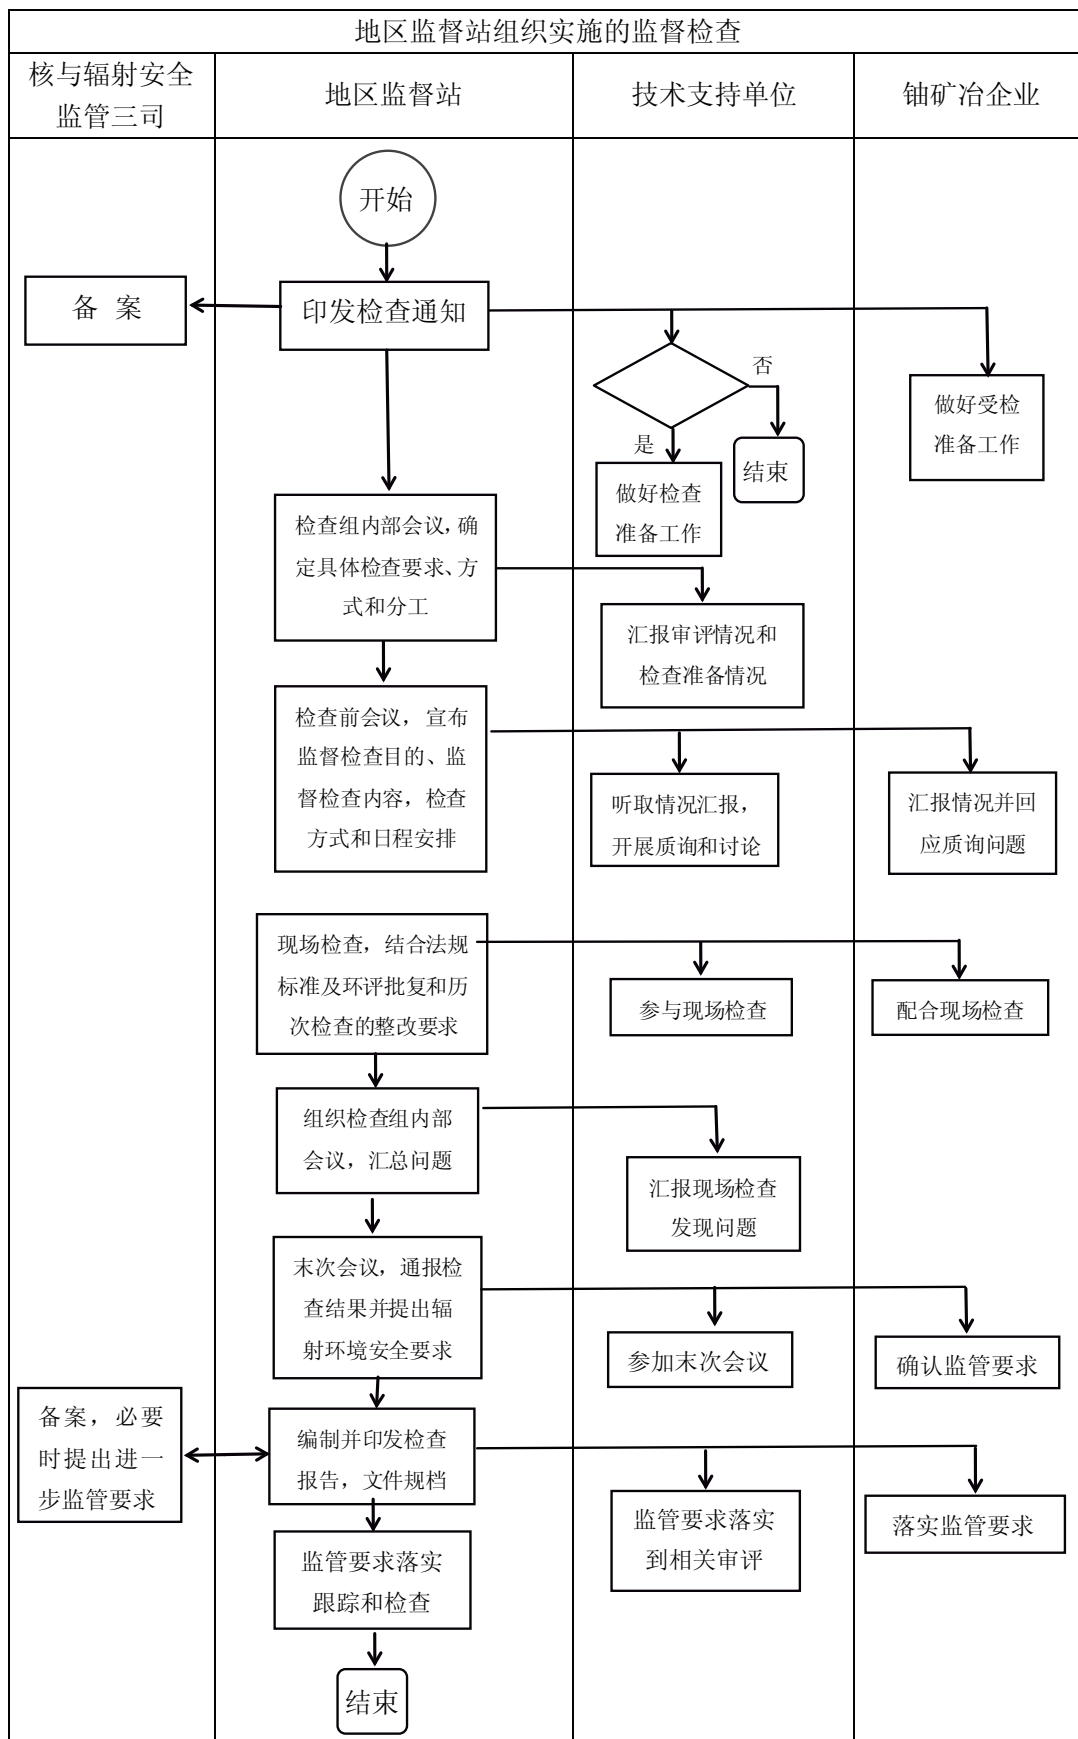 地区监督站组织实施的监督检查
核与辐射安全
监管三司
地区监督站
技术支持单位
铀矿冶企业
开始
备 案
印发检查通知
否
是
结束
做好检查
准备工作
做好受检
准备工作
检查组内部会议，确
定具体检查要求、方
式和分工
汇报审评情况和
检查准备情况
检查前会议，宣布
监督检查目的、监
督检查内容，检查
方式和日程安排
听取情况汇报，
开展质询和讨论
汇报情况并回
应质询问题
现场检查，结合法规
标准及环评批复和历
次检查的整改要求
参与现场检查
配合现场检查
组织检查组内部
会议，汇总问题
汇报现场检查
发现问题
末次会议，通报检
查结果并提出辐
射环境安全要求
参加末次会议
确认监管要求
备案，必要
时提出进一
步监管要求
编制并印发检查
报告，文件规档
监管要求落实
到相关审评
落实监管要求
监管要求落实
跟踪和检查
结束